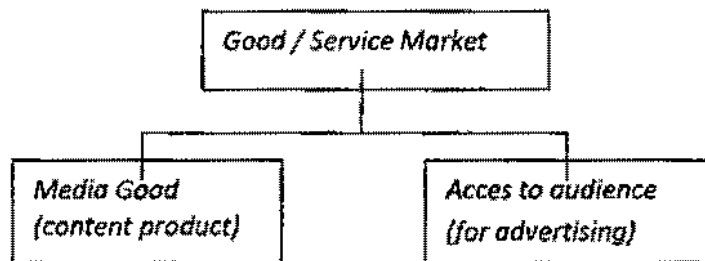 Good / Service Market
Media Good
(content product)
Acces to audience
(for advertising)